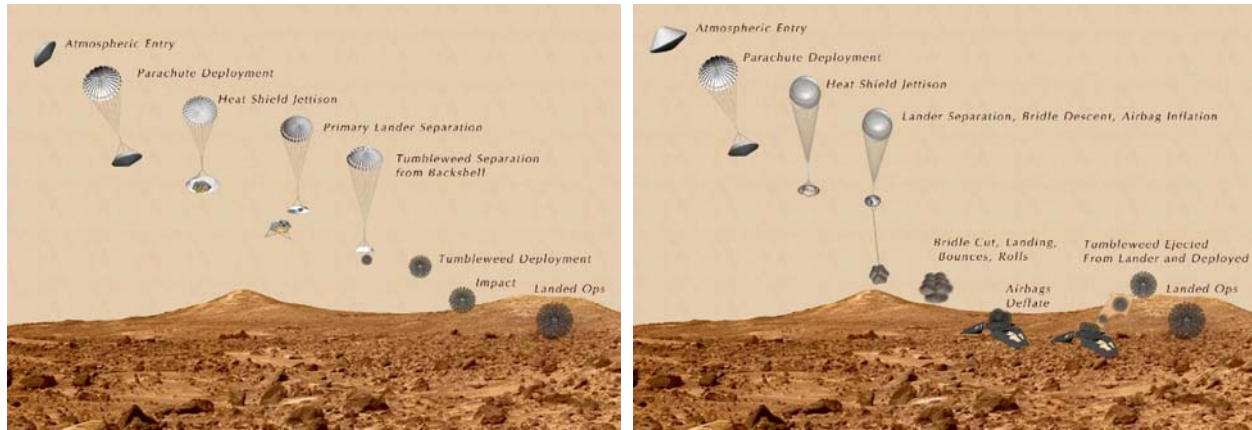 Atmospheric Entry
Parachute Deployment
Heat Shield Jettison
Primary Lander Separation
Tumbleweed Separation
from Backshell
Tumbleweed Deployment
Impact
Landed Ops
Atmospheric Entry
Parachute Deployment
Heat Shield Jettison
Lander Separation, Bridle Descent, Airbag Inflation
Bridle Cut, Landing,
Bounces, Rolls
Airbags
Deflate
Tumbleweed Ejected
From Lander and Deployed
Landed Ops